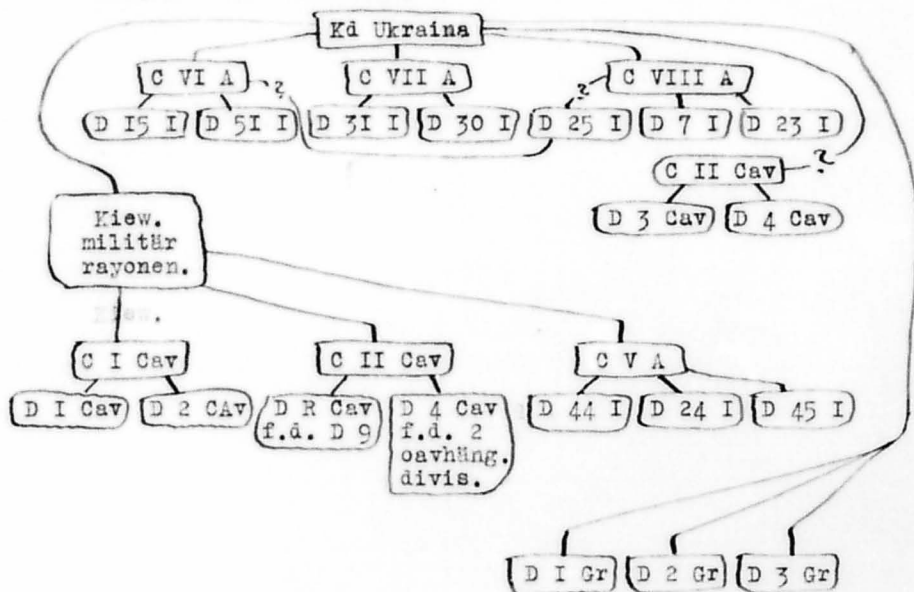 Kd Ukraina
C VI A ? C VII A ? C VIII A
D I5 I D 5I I D 3I I D 30 I D 25 I D 7 I D 23 I
C II Cav ?
D 3 Cav D 4 Cav
Kiew.
militär
rayonen.
Kiew.
C I Cav C II Cav C V A
D I Cav D 2 CAv D R Cav D 4 Cav D 44 I D 24 I D 45 I
f.d. D 9 f.d. 2
oavhäng.
divis.
D I Gr D 2 Gr D 3 Gr